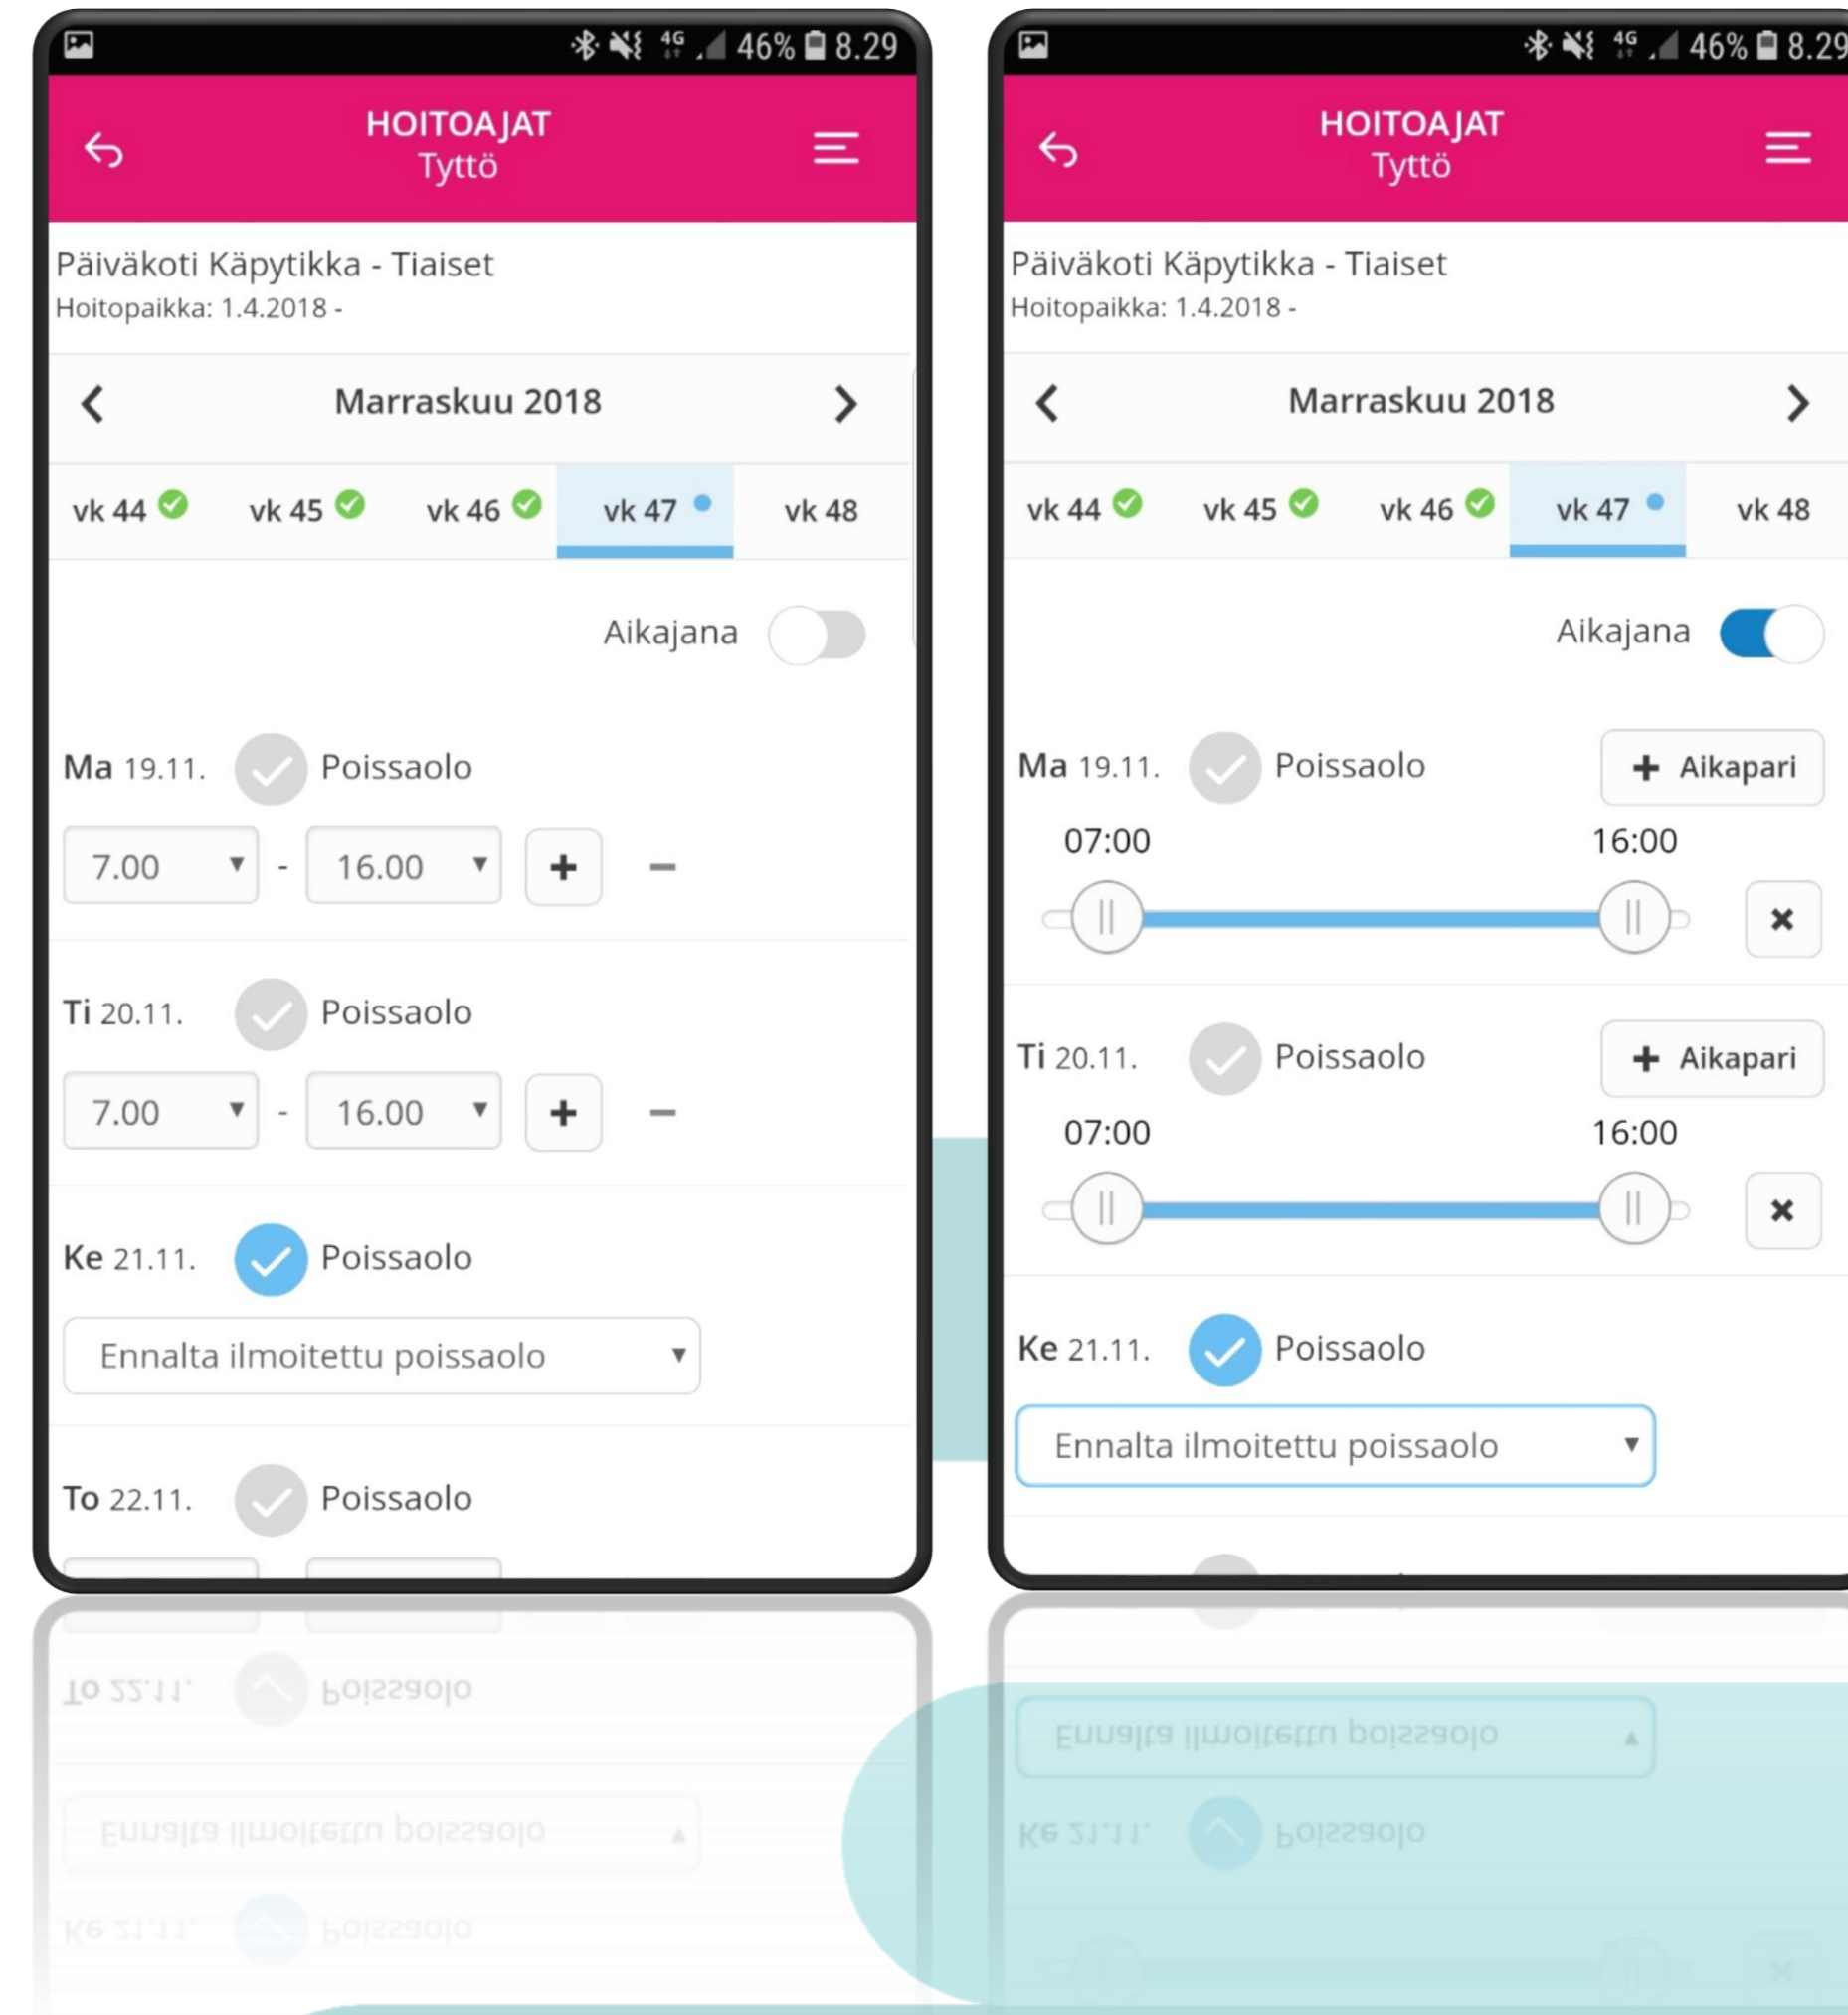 4G 46% 8.29
HOITOAJAT
Tyttö
Päiväkoti Käpytikka - Tiaiset
Hoitopaikka: 1.4.2018 -
Marraskuu 2018
vk 44 vk 45 vk 46 vk 47 vk 48
Aikajana
Ma 19.11. Poissaolo
7.00 - 16.00
Ti 20.11. Poissaolo
7.00 - 16.00
Ke 21.11. Poissaolo
Ennalta ilmoitettu poissaolo
To 22.11. Poissaolo
4G 46% 8.29
HOITOAJAT
Tyttö
Päiväkoti Käpytikka - Tiaiset
Hoitopaikka: 1.4.2018 -
Marraskuu 2018
vk 44 vk 45 vk 46 vk 47 vk 48
Aikajana
Ma 19.11. Poissaolo + Aikapari
07:00 16:00
Ti 20.11. Poissaolo + Aikapari
07:00 16:00
Ke 21.11. Poissaolo
Ennalta ilmoitettu poissaolo